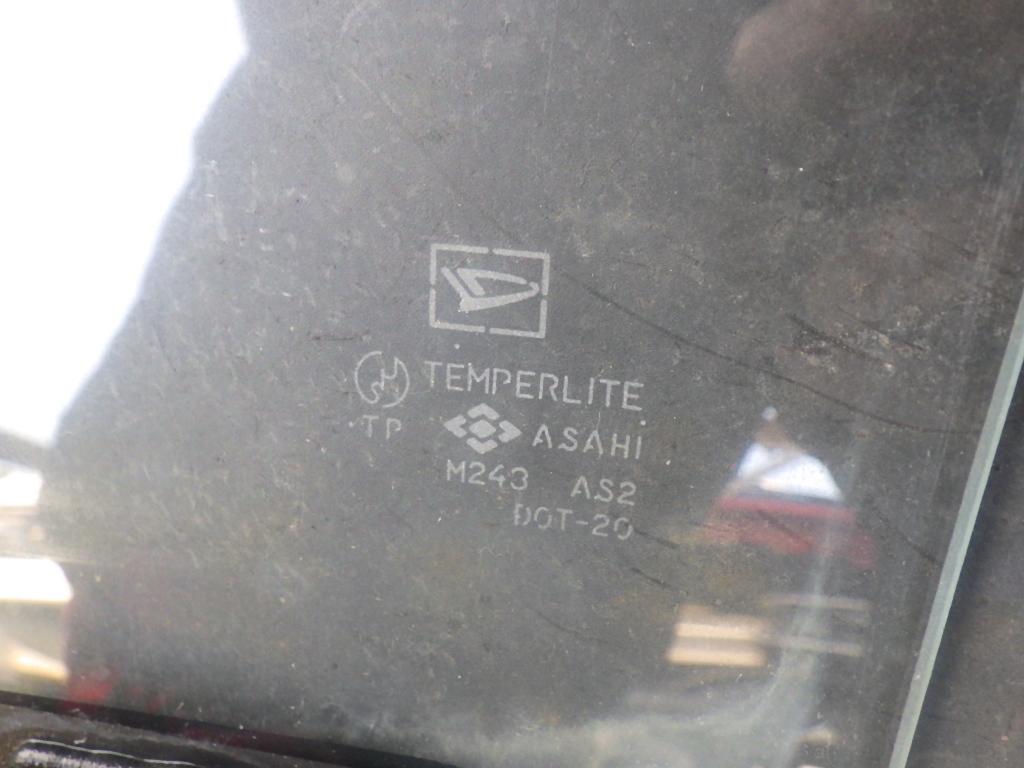 TEMPERLITE
TP ASAHI
M243 AS2
DOT-20